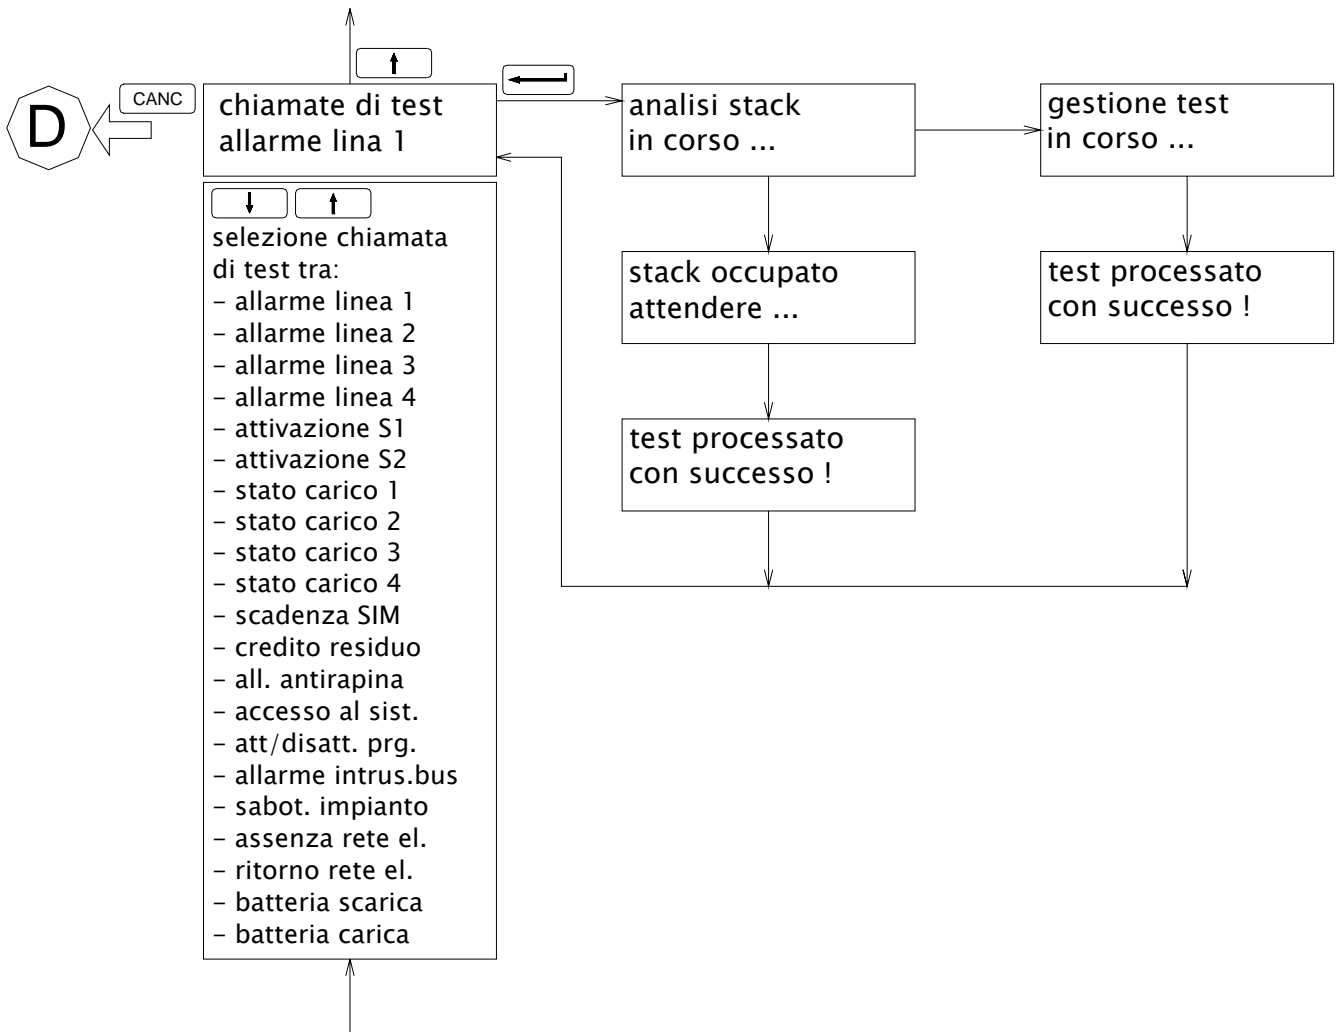 D
CANC
chiamate di test
allarme lina 1
selezione chiamata
di test tra:
- allarme linea 1
- allarme linea 2
- allarme linea 3
- allarme linea 4
- attivazione S1
- attivazione S2
- stato carico 1
- stato carico 2
- stato carico 3
- stato carico 4
- scadenza SIM
- credito residuo
- all. antirapina
- accesso al sist.
- att/disatt. prg.
- allarme intrus.bus
- sabot. impianto
- assenza rete el.
- ritorno rete el.
- batteria scarica
- batteria carica
analisi stack
in corso ...
stack occupato
attendere ...
test processato
con successo !
gestione test
in corso ...
test processato
con successo !